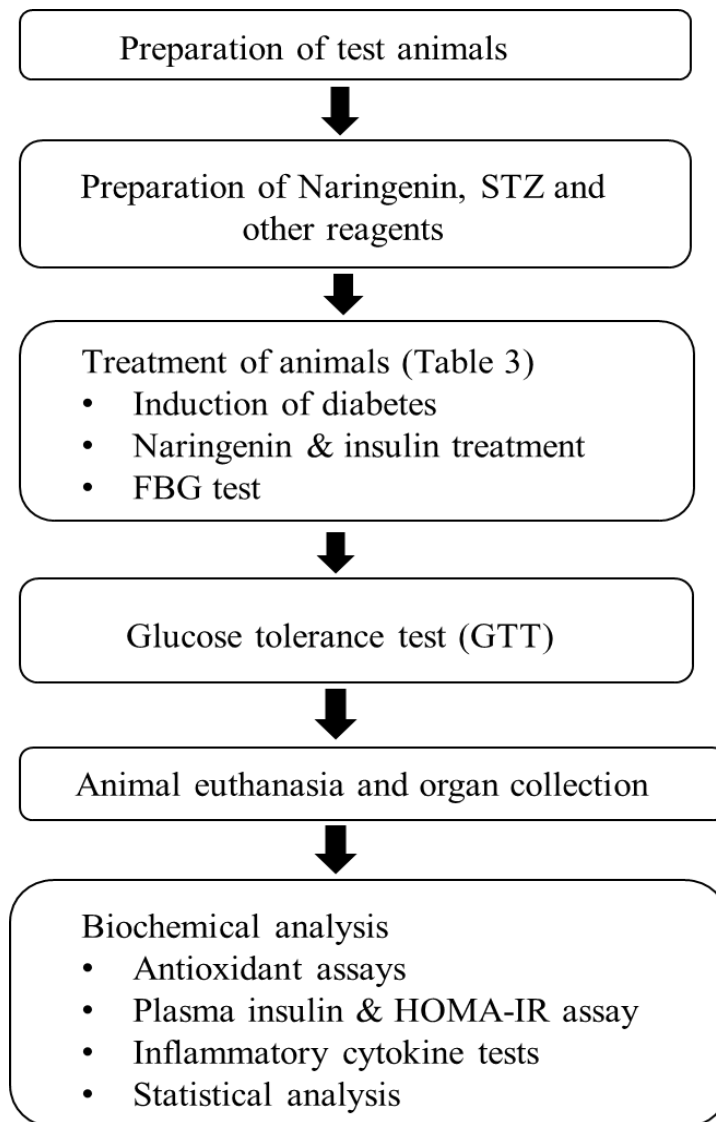 Preparation of test animals
Preparation of Naringenin, STZ and
other reagents
Treatment of animals (Table 3)
• Induction of diabetes
• Naringenin & insulin treatment
• FBG test
Glucose tolerance test (GTT)
Animal euthanasia and organ collection
Biochemical analysis
• Antioxidant assays
• Plasma insulin & HOMA-IR assay
• Inflammatory cytokine tests
• Statistical analysis